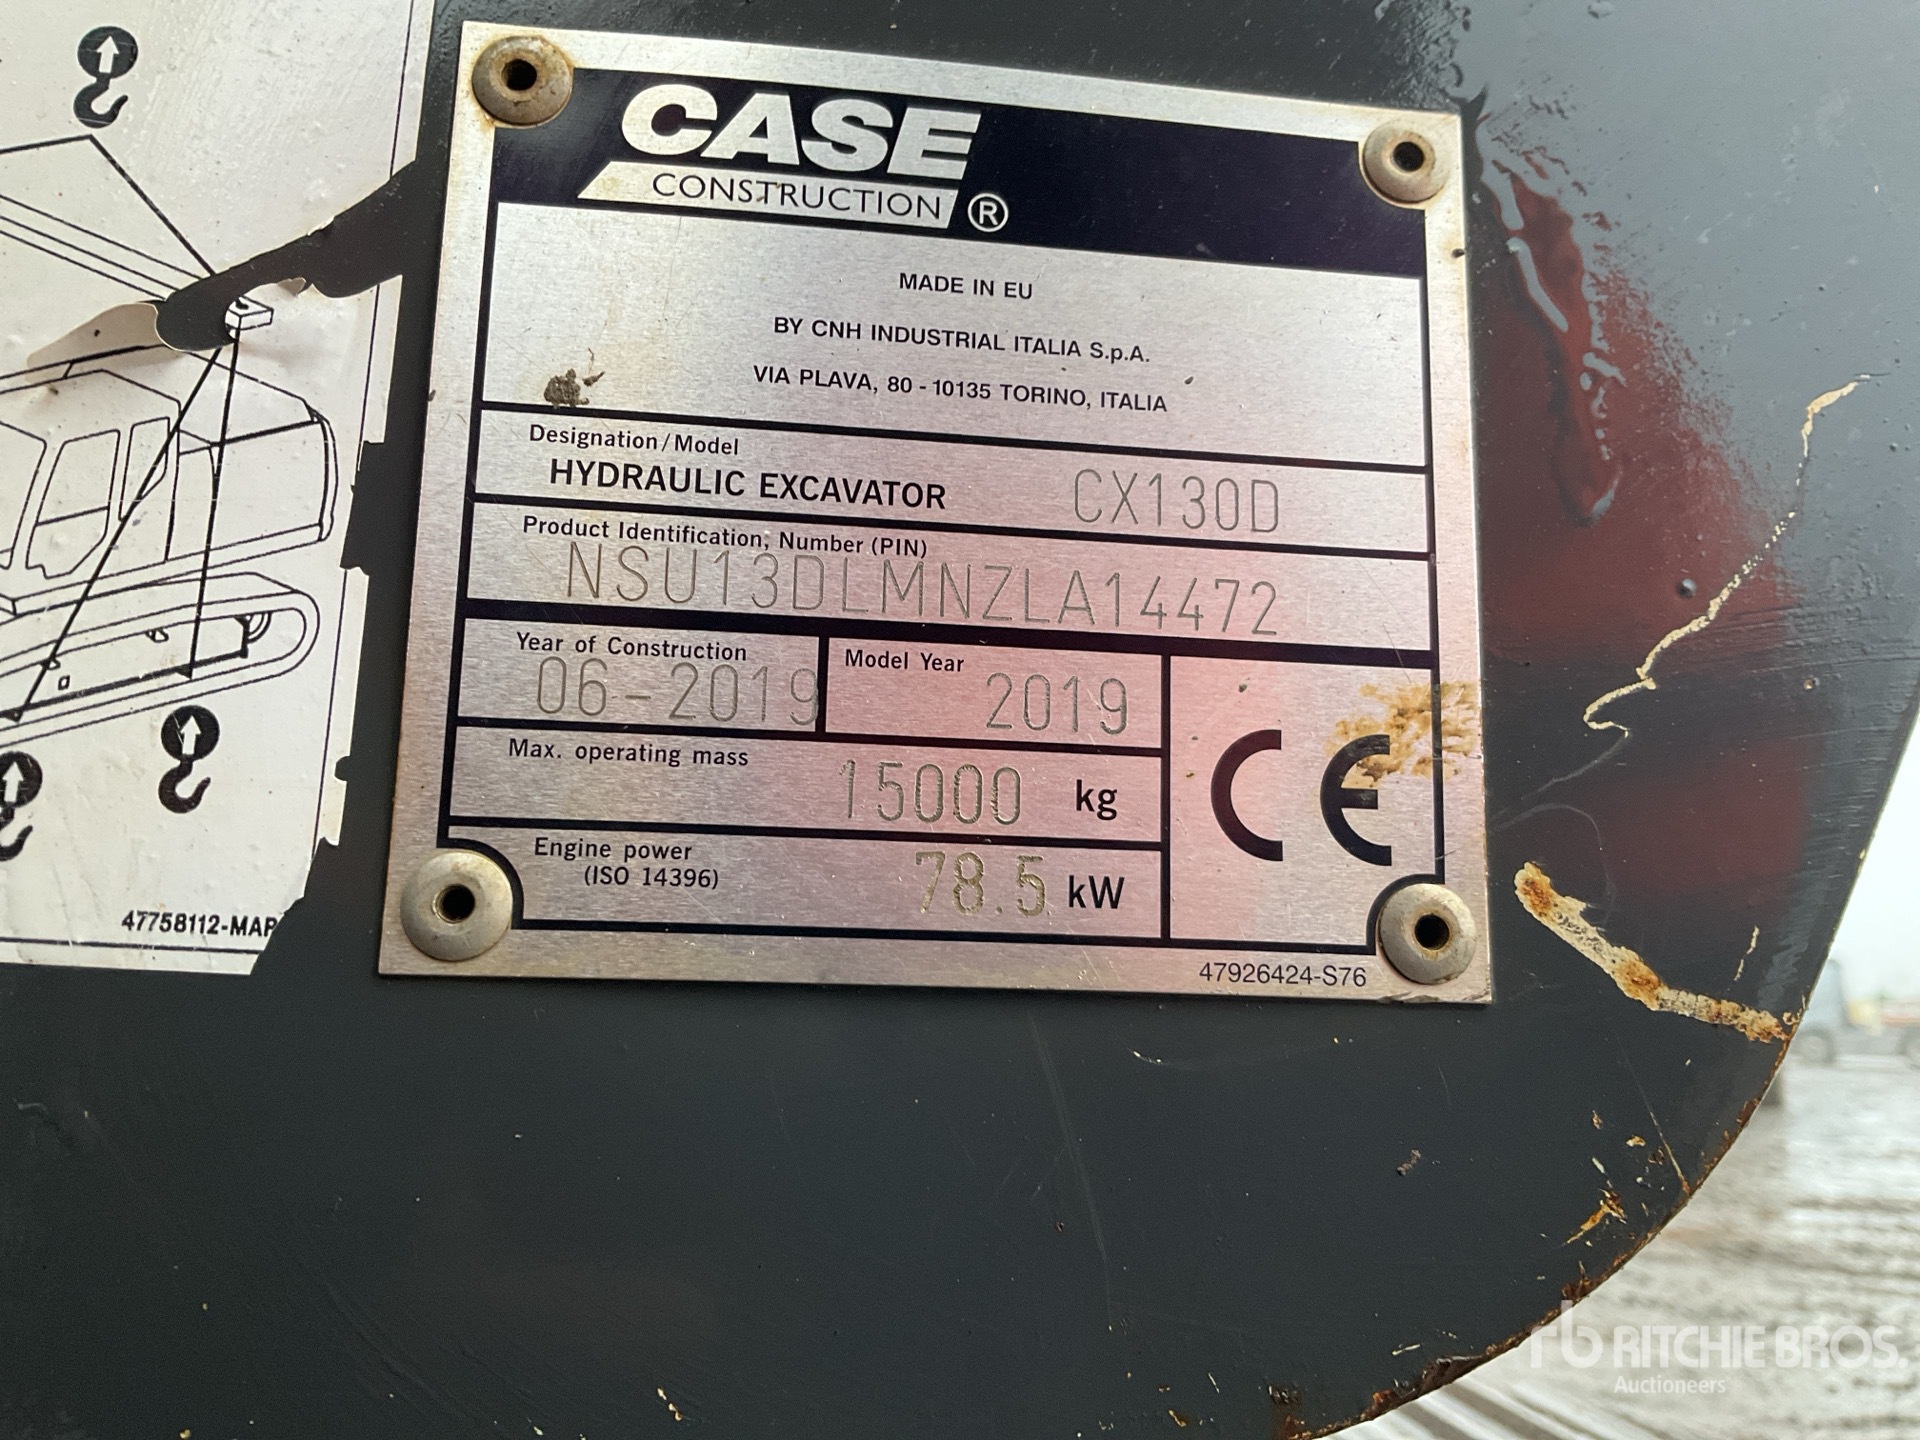 CASE
CONSTRUCTION ®
MADE IN EU
BY CNH INDUSTRIAL ITALIA S.p.A.
VIA PLAVA, 80 - 10135 TORINO, ITALIA
Designation/Model
HYDRAULIC EXCAVATOR CX130D
Product Identification; Number (PIN)
NSU13DLMNZLA14472
Year of Construction
06-2019
Model Year
2019
Max. operating mass
15000 kg
Engine power
(ISO 14396)
78.5 kW
CE
47926424-S76
47758112-MAP
rb RITCHIE BROS.
Auctioneers